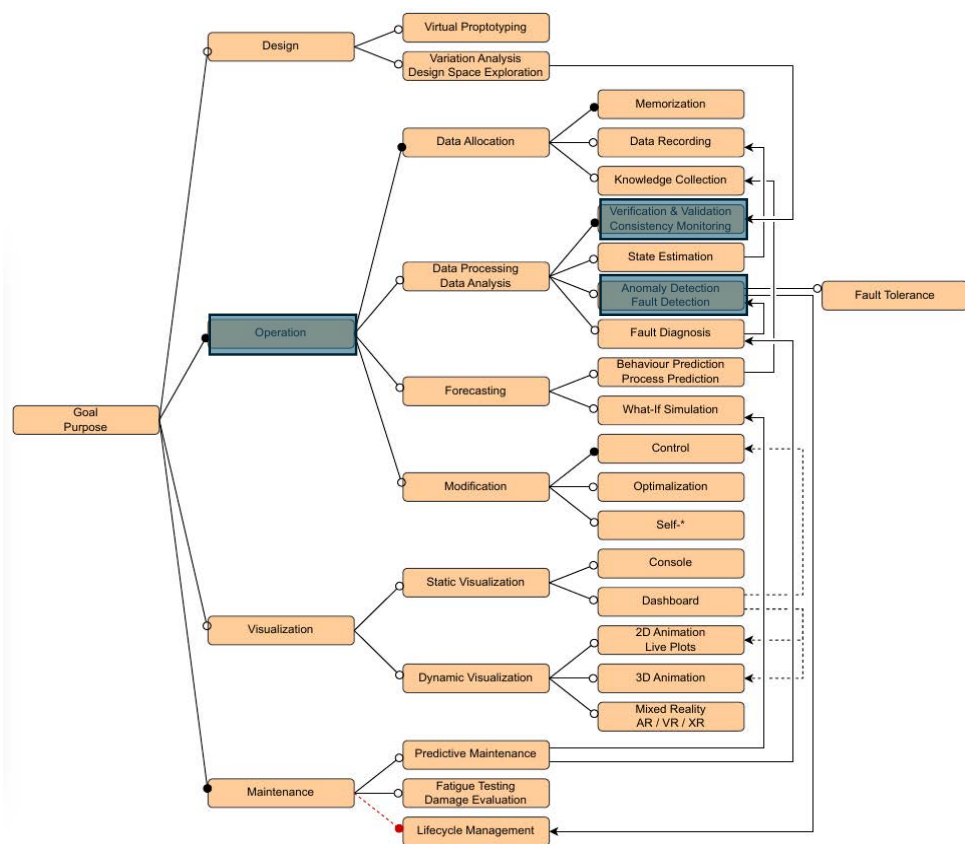 Virtual Proptotyping
Design
Variation Analysis
Design Space Exploration
Memorization
Data Allocation
Data Recording
Knowledge Collection
Verification & Validation
Consistency Monitoring
Data Processing
Data Analysis
State Estimation
Anomaly Detection
Fault Detection
Fault Tolerance
Operation
Fault Diagnosis
Behaviour Prediction
Process Prediction
Forecasting
What-If Simulation
Goal
Purpose
Control
Modification
Optimalization
Self-*
Console
Static Visualization
Dashboard
Visualization
2D Animation
Live Plots
Dynamic Visualization
3D Animation
Mixed Reality
AR / VR / XR
Predictive Maintenance
Maintenance
Fatigue Testing
Damage Evaluation
Lifecycle Management